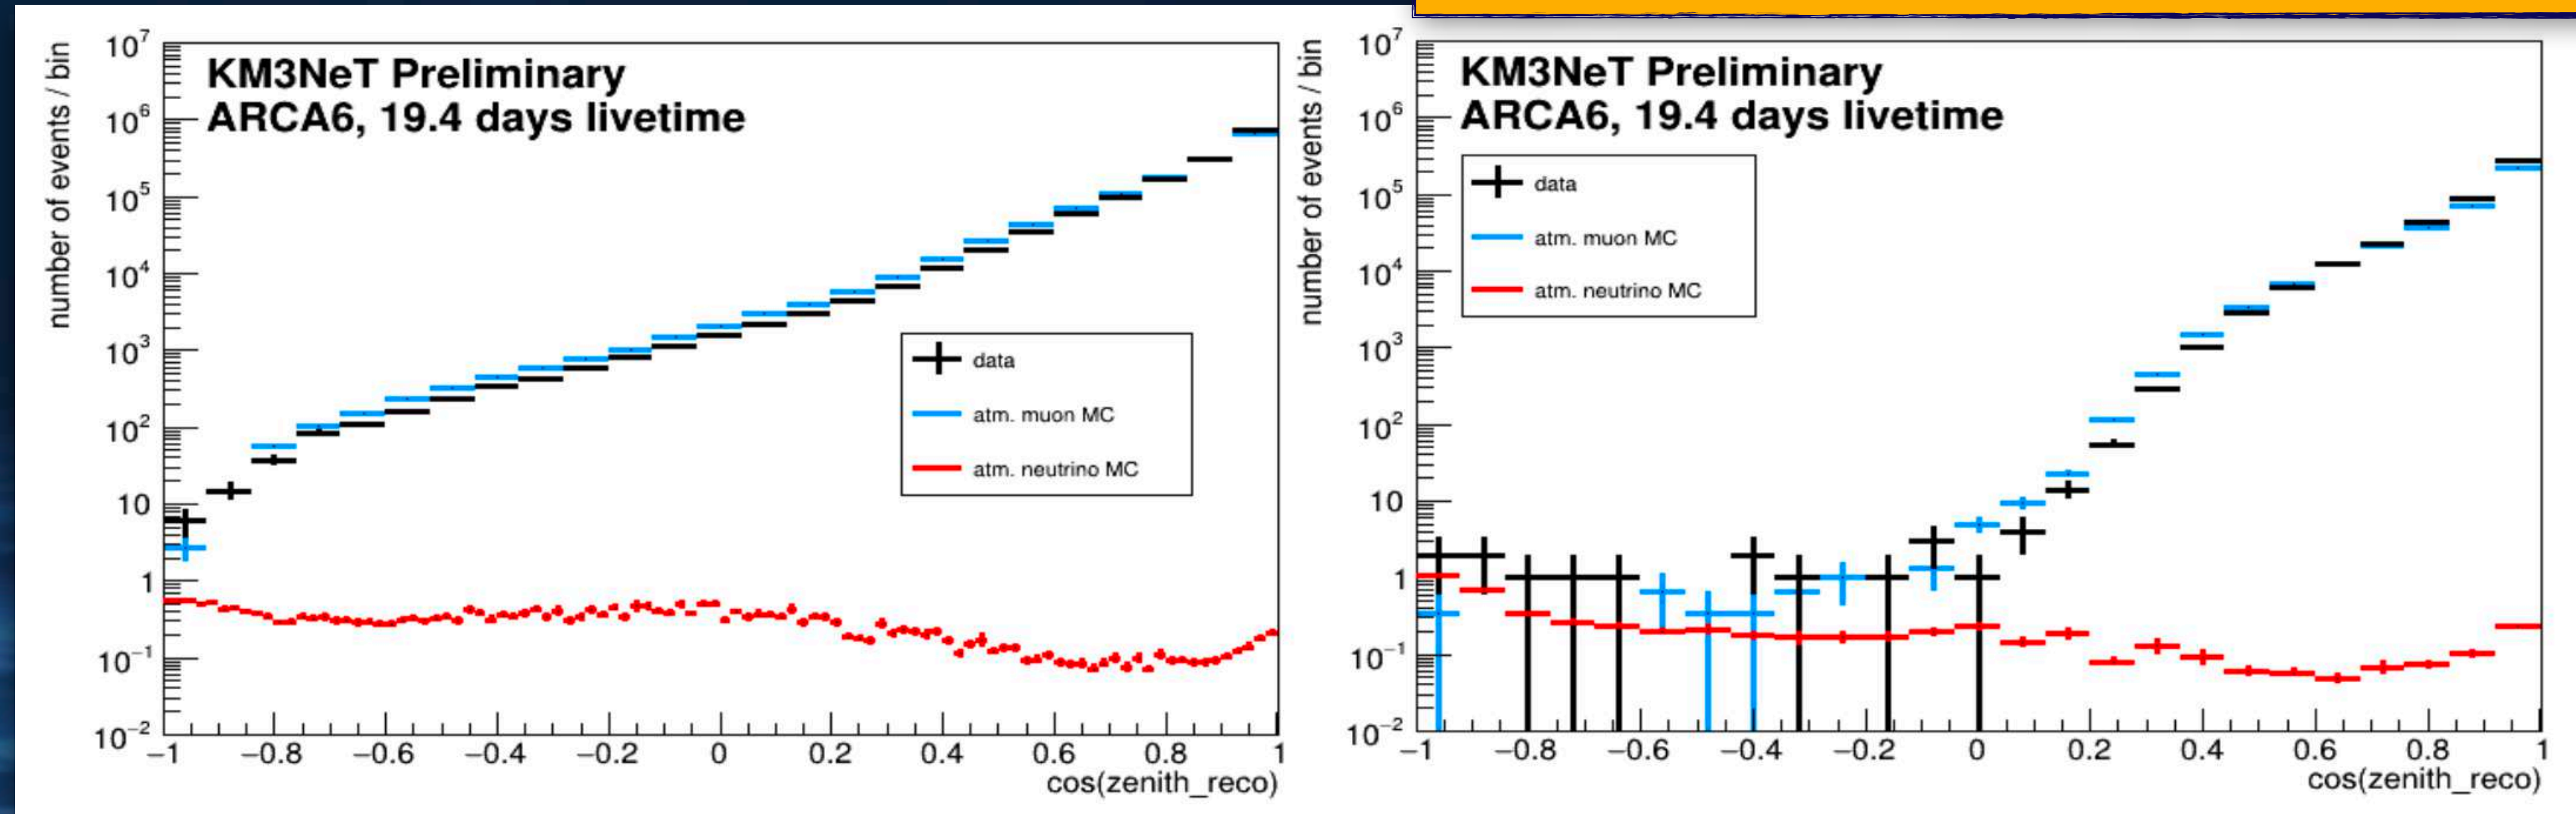 KM3NeT Preliminary
ARCA6, 19.4 days livetime
number of events / bin
10⁷
10⁶
10⁵
10⁴
10³
10²
10
1
10⁻¹
10⁻²
data
atm. muon MC
atm. neutrino MC
−1 −0.8 −0.6 −0.4 −0.2 0 0.2 0.4 0.6 0.8 1
cos(zenith_reco)
KM3NeT Preliminary
ARCA6, 19.4 days livetime
number of events / bin
10⁷
10⁶
10⁵
10⁴
10³
10²
10
1
10⁻¹
10⁻²
data
atm. muon MC
atm. neutrino MC
−1 −0.8 −0.6 −0.4 −0.2 0 0.2 0.4 0.6 0.8 1
cos(zenith_reco)